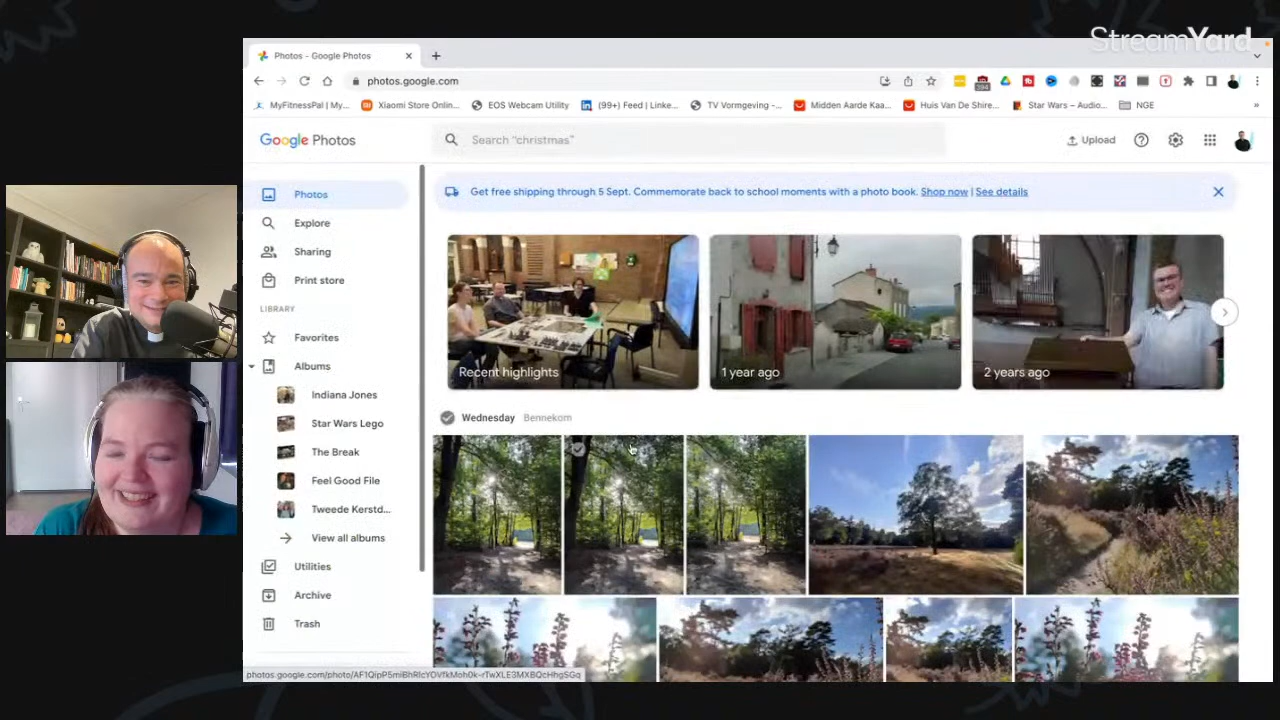 StreamYard
Photos - Google Photos
photos.google.com
394
MyFitnessPal | My...
Xiaomi Store Onlin...
EOS Webcam Utility
(99+) Feed | Linke...
TV Vormgeving -...
Midden Aarde Kaa...
Huis Van De Shire...
Star Wars – Audio...
NGE
»
Google Photos
Search "christmas"
Upload
Get free shipping through 5 Sept. Commemorate back to school moments with a photo book. Shop now | See details
Photos
Explore
Sharing
Print store
LIBRARY
Favorites
Albums
Indiana Jones
Star Wars Lego
The Break
Feel Good File
Tweede Kerstd...
View all albums
Utilities
Archive
Trash
Recent highlights
1 year ago
2 years ago
Wednesday Bennekom